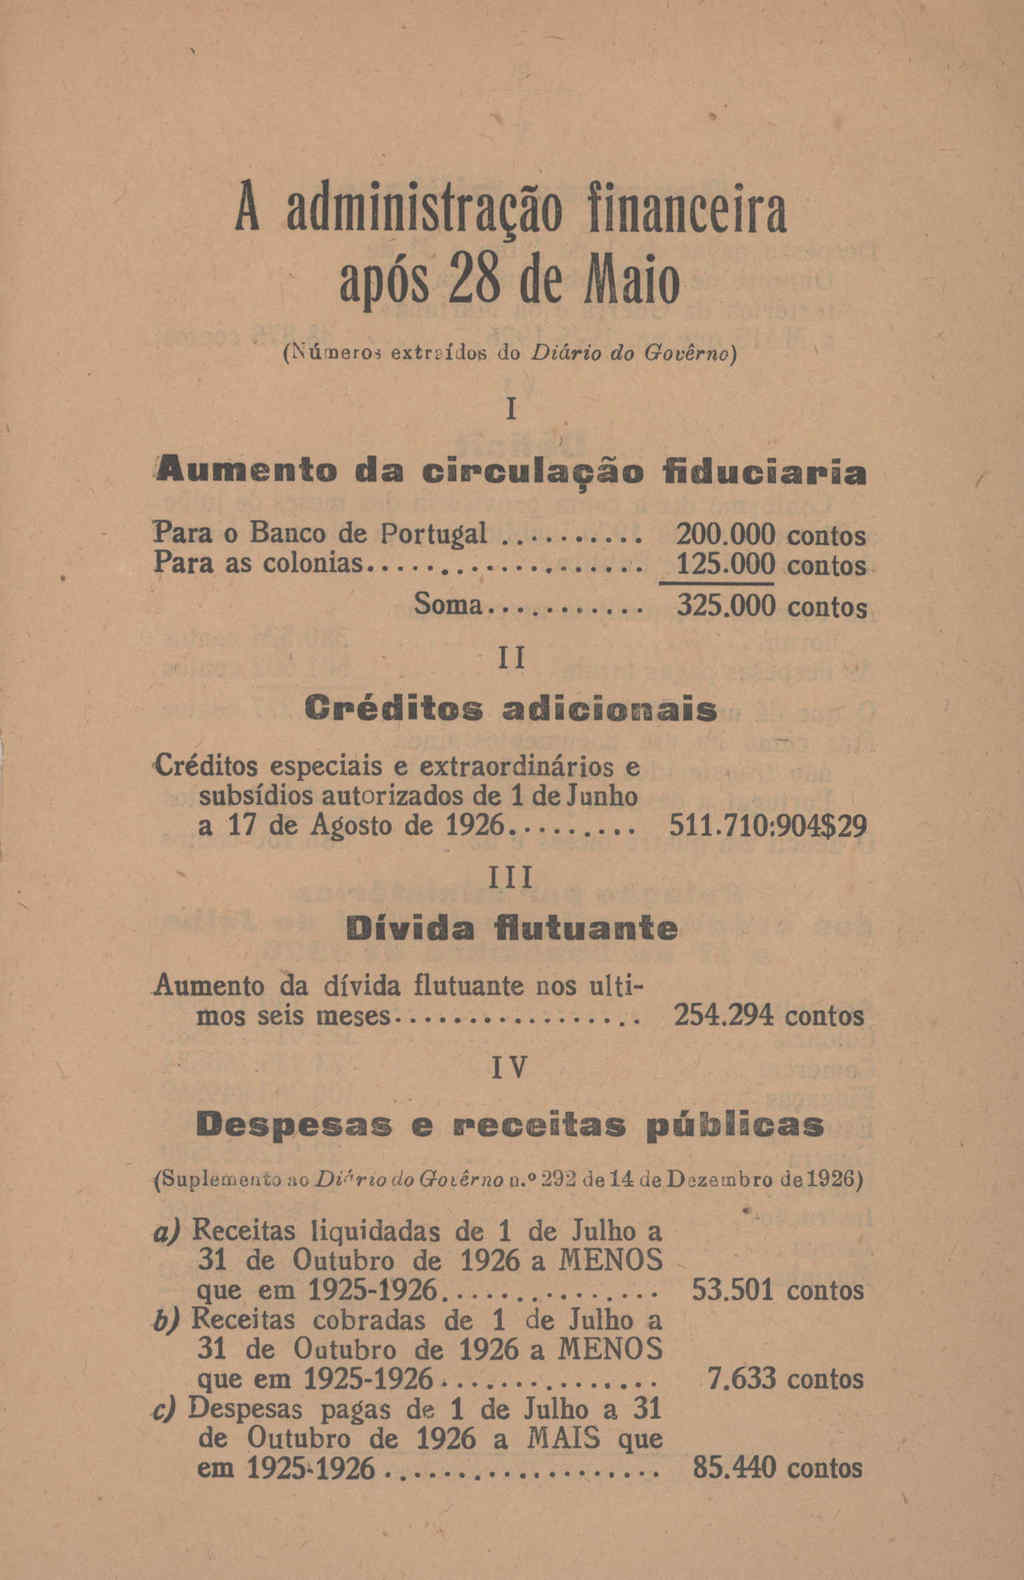 A administração financeira
após 28 de Maio
(Números extraídos do Diário do Govêrno)
I
Aumento da circulação fiduciaria
Para o Banco de Portugal .......... 200.000 contos
Para as colonias................... 125.000 contos
Soma........... 325.000 contos
II
Créditos adicionais
Créditos especiais e extraordinários e
subsídios autorizados de 1 de Junho
a 17 de Agosto de 1926......... 511.710:904$29
III
Dívida flutuante
Aumento da dívida flutuante nos ulti-
mos seis meses................. 254.294 contos
IV
Despesas e receitas públicas
(Suplemento ao Diário do Govêrno n.º 292 de 14 de Dezembro de 1926)
a) Receitas liquidadas de 1 de Julho a
31 de Outubro de 1926 a MENOS
que em 1925-1926............... 53.501 contos
b) Receitas cobradas de 1 de Julho a
31 de Outubro de 1926 a MENOS
que em 1925-1926............... 7.633 contos
c) Despesas pagas de 1 de Julho a 31
de Outubro de 1926 a MAIS que
em 1925-1926................... 85.440 contos